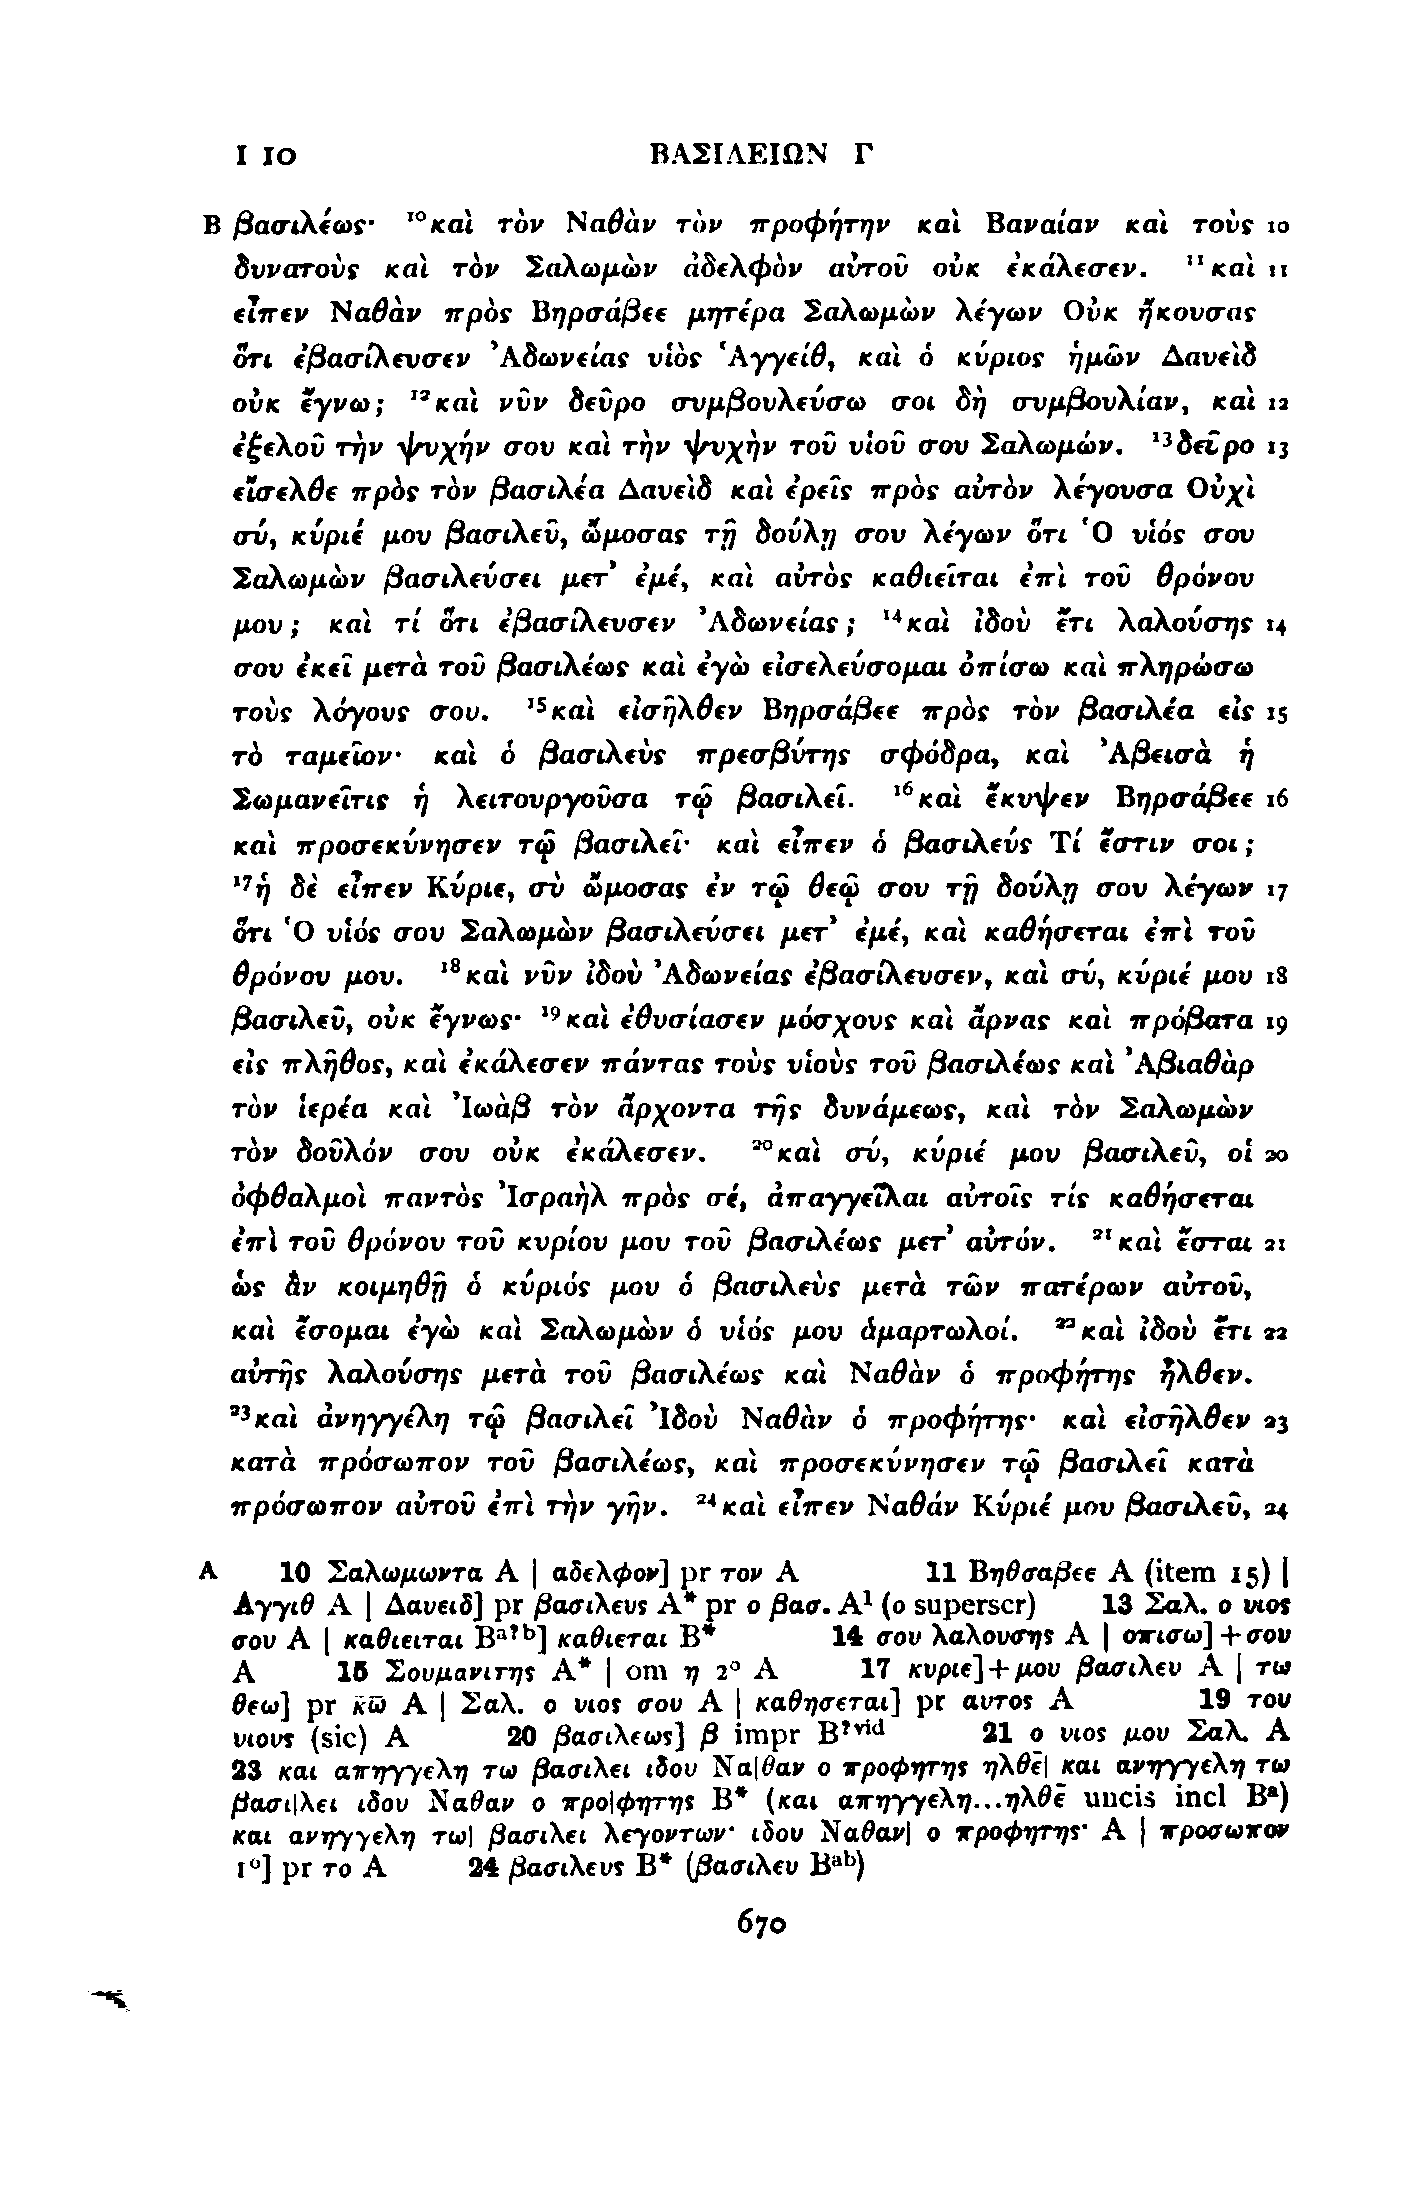 I 10 ΒΑΣΙΛΕΙΩΝ Γ
B βασιλέως· ¹⁰καὶ τὸν Ναθὰν τὸν προφήτην καὶ Βαναίαν καὶ τοὺς 10
δυνατοὺς καὶ τὸν Σαλωμὼν ἀδελφὸν αὐτοῦ οὐκ ἐκάλεσεν. ¹¹καὶ 11
εἶπεν Ναθὰν πρὸς Βηρσάβεε μητέρα Σαλωμὼν λέγων Οὐκ ἤκουσας
ὅτι ἐβασίλευσεν Ἀδωνείας υἱὸς Ἁγγείθ, καὶ ὁ κύριος ἡμῶν Δαυεὶδ
οὐκ ἔγνω; ¹²καὶ νῦν δεῦρο συμβουλεύσω σοι δὴ συμβουλίαν, καὶ 12
ἐξελοῦ τὴν ψυχήν σου καὶ τὴν ψυχὴν τοῦ υἱοῦ σου Σαλωμών. ¹³δεῦρο 13
εἴσελθε πρὸς τὸν βασιλέα Δαυεὶδ καὶ ἐρεῖς πρὸς αὐτὸν λέγουσα Οὐχὶ
σύ, κύριέ μου βασιλεῦ, ὤμοσας τῇ δούλῃ σου λέγων ὅτι Ὁ υἱός σου
Σαλωμὼν βασιλεύσει μετ᾽ ἐμέ, καὶ αὐτὸς καθιεῖται ἐπὶ τοῦ θρόνου
μου; καὶ τί ὅτι ἐβασίλευσεν Ἀδωνείας; ¹⁴καὶ ἰδοὺ ἔτι λαλούσης 14
σου ἐκεῖ μετὰ τοῦ βασιλέως καὶ ἐγὼ εἰσελεύσομαι ὀπίσω καὶ πληρώσω
τοὺς λόγους σου. ¹⁵καὶ εἰσῆλθεν Βηρσάβεε πρὸς τὸν βασιλέα εἰς 15
τὸ ταμεῖον· καὶ ὁ βασιλεὺς πρεσβύτης σφόδρα, καὶ Ἀβεισὰ ἡ
Σωμανεῖτις ἡ λειτουργοῦσα τῷ βασιλεῖ. ¹⁶καὶ ἔκυψεν Βηρσάβεε 16
καὶ προσεκύνησεν τῷ βασιλεῖ· καὶ εἶπεν ὁ βασιλεύς Τί ἔστιν σοι;
¹⁷ἡ δὲ εἶπεν Κύριε, σὺ ὤμοσας ἐν τῷ θεῷ σου τῇ δούλῃ σου λέγων 17
ὅτι Ὁ υἱός σου Σαλωμὼν βασιλεύσει μετ᾽ ἐμέ, καὶ καθήσεται ἐπὶ τοῦ
θρόνου μου. ¹⁸καὶ νῦν ἰδοὺ Ἀδωνείας ἐβασίλευσεν, καὶ σύ, κύριέ μου 18
βασιλεῦ, οὐκ ἔγνως· ¹⁹καὶ ἐθυσίασεν μόσχους καὶ ἄρνας καὶ πρόβατα 19
εἰς πλῆθος, καὶ ἐκάλεσεν πάντας τοὺς υἱοὺς τοῦ βασιλέως καὶ Ἀβιαθὰρ
τὸν ἱερέα καὶ Ἰωὰβ τὸν ἄρχοντα τῆς δυνάμεως, καὶ τὸν Σαλωμὼν
τὸν δοῦλόν σου οὐκ ἐκάλεσεν. ²⁰καὶ σύ, κύριέ μου βασιλεῦ, οἱ 20
ὀφθαλμοὶ παντὸς Ἰσραὴλ πρὸς σέ, ἀπαγγεῖλαι αὐτοῖς τίς καθήσεται
ἐπὶ τοῦ θρόνου τοῦ κυρίου μου τοῦ βασιλέως μετ᾽ αὐτόν. ²¹καὶ ἔσται 21
ὡς ἂν κοιμηθῇ ὁ κύριός μου ὁ βασιλεὺς μετὰ τῶν πατέρων αὐτοῦ,
καὶ ἔσομαι ἐγὼ καὶ Σαλωμὼν ὁ υἱός μου ἁμαρτωλοί. ²²καὶ ἰδοὺ ἔτι 22
αὐτῆς λαλούσης μετὰ τοῦ βασιλέως καὶ Ναθὰν ὁ προφήτης ἦλθεν.
²³καὶ ἀνηγγέλη τῷ βασιλεῖ Ἰδοὺ Ναθὰν ὁ προφήτης· καὶ εἰσῆλθεν 23
κατὰ πρόσωπον τοῦ βασιλέως, καὶ προσεκύνησεν τῷ βασιλεῖ κατὰ
πρόσωπον αὐτοῦ ἐπὶ τὴν γῆν. ²⁴καὶ εἶπεν Ναθάν Κύριέ μου βασιλεῦ, 24
A 10 Σαλωμωντα A | αδελφον] pr τον A 11 Βηθσαβεε A (item 15) |
Αγγιθ A | Δαυειδ] pr βασιλευς A* pr ο βασ. A¹ (ο superscr) 13 Σαλ. ο υιος
σου A | καθιειται Bᵃ?ᵇ] καθιεται B* 14 σου λαλουσης A | οπισω] + σου
A 15 Σουμανιτης A* | om η 2° A 17 κυριε] + μου βασιλευ A | τω
θεω] pr κ̅ω̅ A | Σαλ. ο υιος σου A | καθησεται] pr αυτος A 19 του
υιους (sic) A 20 βασιλεως] β impr B?ᵛⁱᵈ 21 ο υιος μου Σαλ. A
23 και απηγγελη τω βασιλει ιδου Να|θαν ο προφητης ηλθε̅| και ανηγγελη τω
βασι|λει ιδου Ναθαν ο προ|φητης B* (και απηγγελη...ηλθε̅ uncis incl Bᵃ)
και ανηγγελη τω| βασιλει λεγοντων· ιδου Ναθαν| ο προφητης· A | προσωπον
1°] pr το A 24 βασιλευς B* (βασιλευ Bᵃᵇ)
670